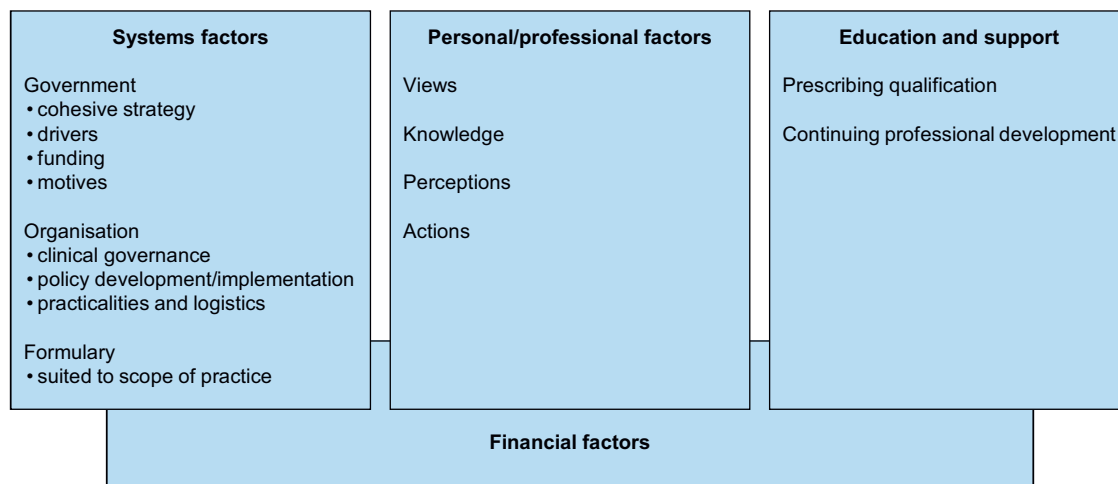 Systems factors
Government
• cohesive strategy
• drivers
• funding
• motives
Organisation
• clinical governance
• policy development/implementation
• practicalities and logistics
Formulary
• suited to scope of practice
Personal/professional factors
Views
Knowledge
Perceptions
Actions
Education and support
Prescribing qualification
Continuing professional development
Financial factors